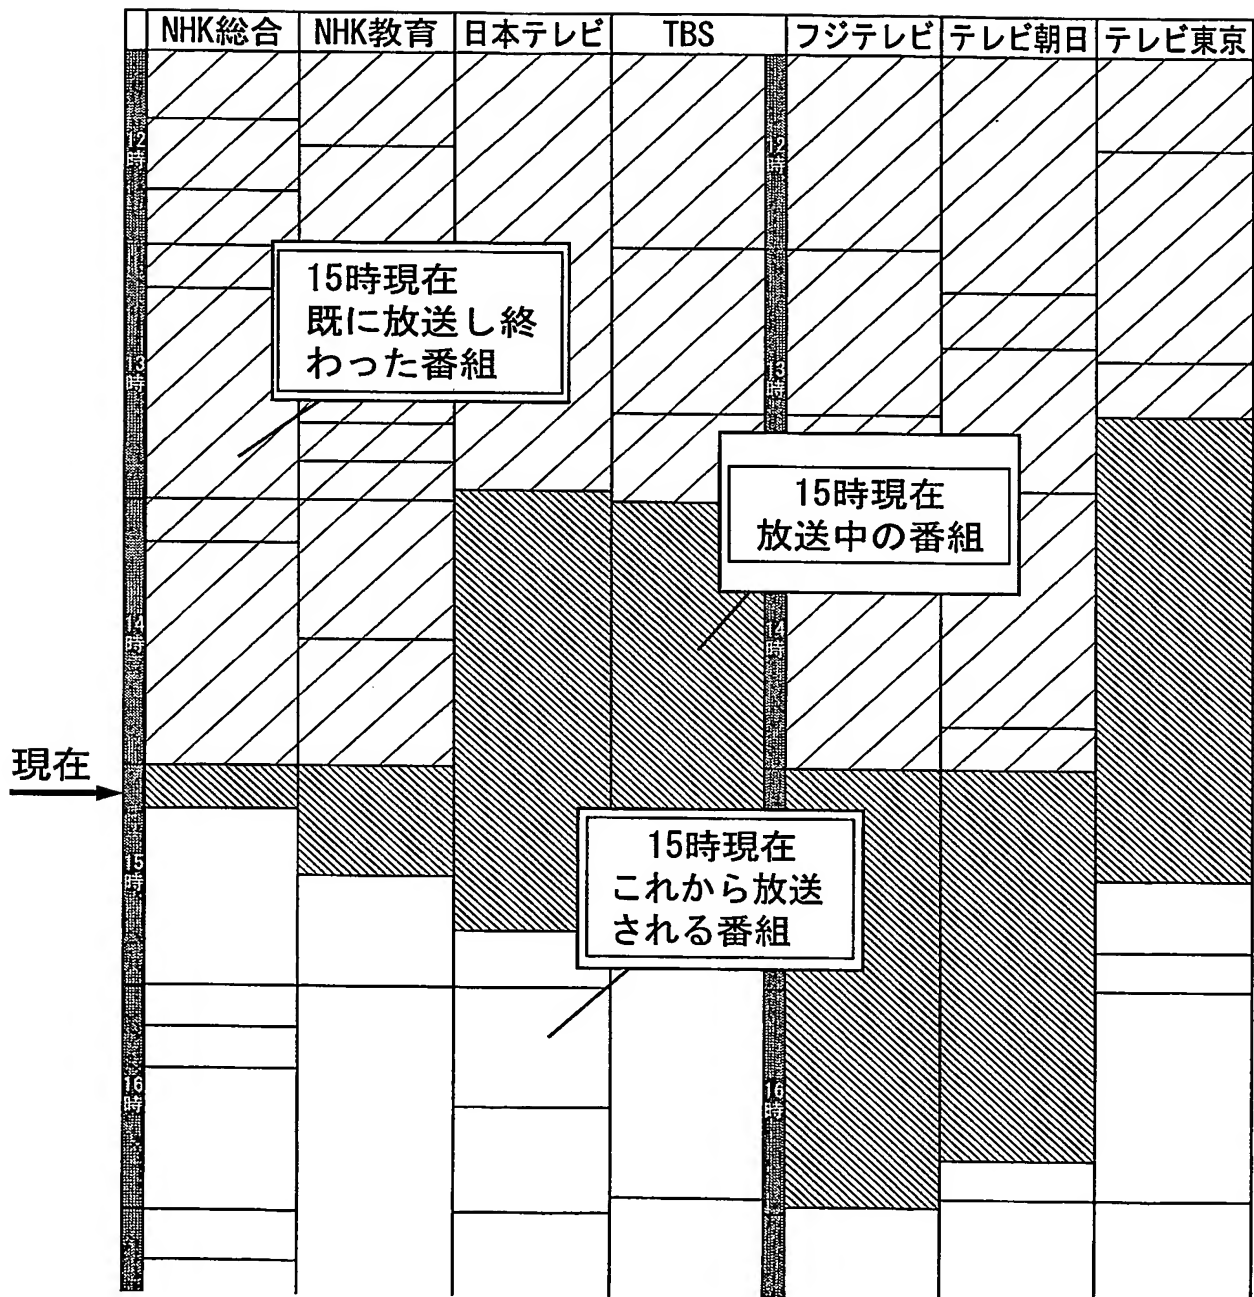 NHK総合 NHK教育 日本テレビ TBS フジテレビ テレビ朝日 テレビ東京
12時
12時
15時現在
既に放送し終
わった番組
13時
13時
15時現在
放送中の番組
14時
14時
現在
15時現在
これから放送
される番組
15時
16時
16時